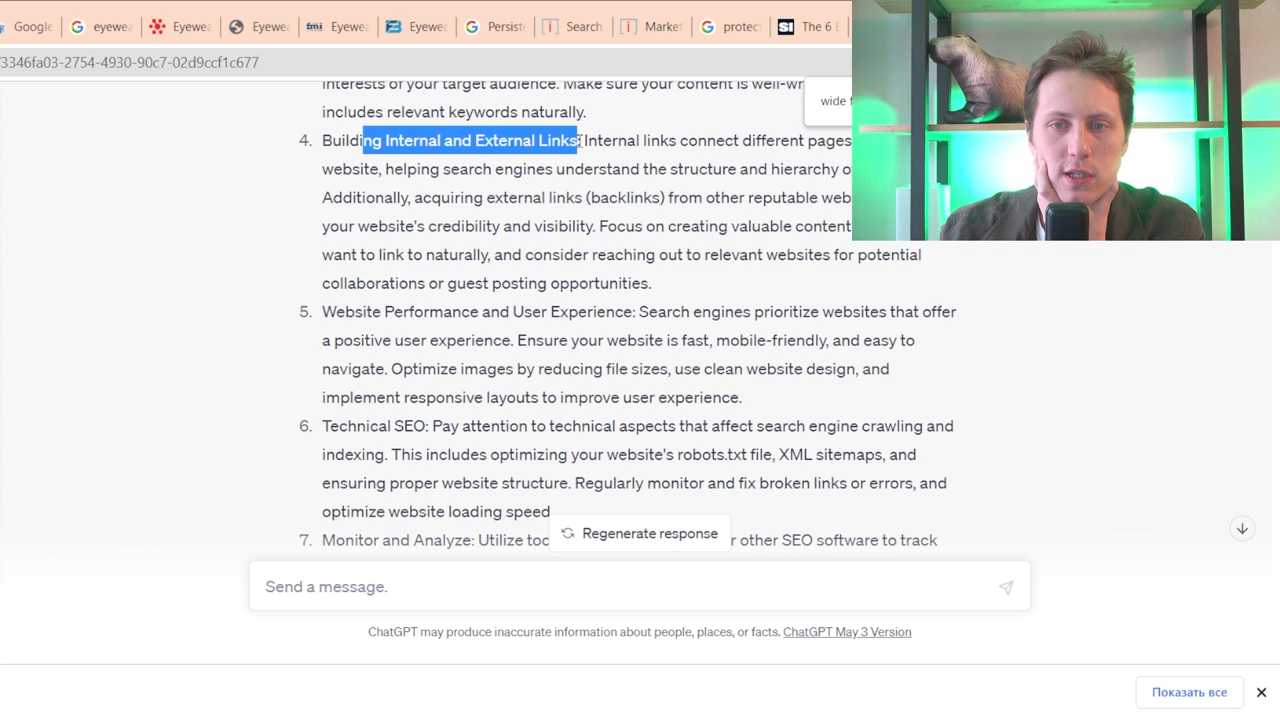 Google
eyewea
Eyewea
Eyewe
Eyewea
Eyewe
Persiste
Search
Market
protect
The 6 E
3346fa03-2754-4930-90c7-02d9ccf1c677
interests of your target audience. Make sure your content is well-wr
wide f
includes relevant keywords naturally.
4. Building Internal and External Links: Internal links connect different pages
website, helping search engines understand the structure and hierarchy o
Additionally, acquiring external links (backlinks) from other reputable web
your website's credibility and visibility. Focus on creating valuable content
want to link to naturally, and consider reaching out to relevant websites for potential
collaborations or guest posting opportunities.
5. Website Performance and User Experience: Search engines prioritize websites that offer
a positive user experience. Ensure your website is fast, mobile-friendly, and easy to
navigate. Optimize images by reducing file sizes, use clean website design, and
implement responsive layouts to improve user experience.
6. Technical SEO: Pay attention to technical aspects that affect search engine crawling and
indexing. This includes optimizing your website's robots.txt file, XML sitemaps, and
ensuring proper website structure. Regularly monitor and fix broken links or errors, and
optimize website loading speed
Regenerate response
7. Monitor and Analyze: Utilize too r other SEO software to track
Send a message.
ChatGPT may produce inaccurate information about people, places, or facts. ChatGPT May 3 Version
Показать все